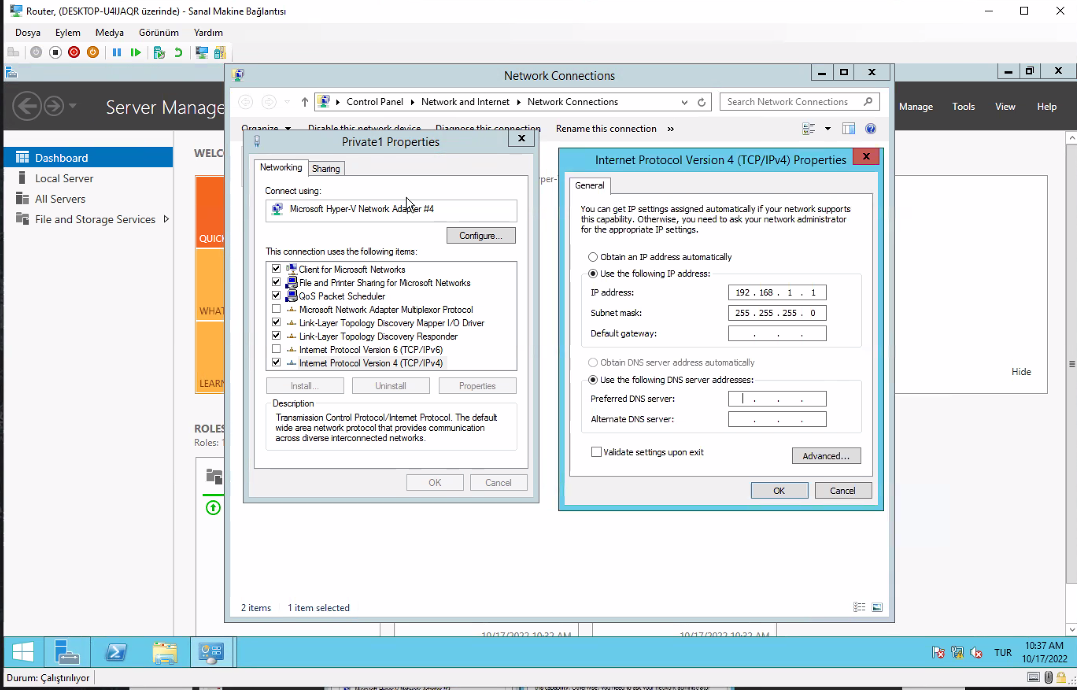 Router, (DESKTOP-U4IJAQR üzerinde) - Sanal Makine Bağlantısı
Dosya Eylem Medya Görünüm Yardım
Network Connections
Control Panel Network and Internet Network Connections
Search Network Connections
Server Manage
Manage Tools View Help
Organize Disable this network device Diagnose this connection Rename this connection »
Dashboard
Local Server
All Servers
File and Storage Services
WELC
QUICK
WHAT
LEARN
Hide
ROLES
Roles: 1
Private1 Properties
Networking Sharing
Connect using:
Microsoft Hyper-V Network Adapter #4
Configure...
This connection uses the following items:
Client for Microsoft Networks
File and Printer Sharing for Microsoft Networks
QoS Packet Scheduler
Microsoft Network Adapter Multiplexor Protocol
Link-Layer Topology Discovery Mapper I/O Driver
Link-Layer Topology Discovery Responder
Internet Protocol Version 6 (TCP/IPv6)
Internet Protocol Version 4 (TCP/IPv4)
Install... Uninstall Properties
Description
Transmission Control Protocol/Internet Protocol. The default
wide area network protocol that provides communication
across diverse interconnected networks.
OK Cancel
Internet Protocol Version 4 (TCP/IPv4) Properties
General
You can get IP settings assigned automatically if your network supports
this capability. Otherwise, you need to ask your network administrator
for the appropriate IP settings.
Obtain an IP address automatically
Use the following IP address:
IP address: 192 . 168 . 1 . 1
Subnet mask: 255 . 255 . 255 . 0
Default gateway: . . .
Obtain DNS server address automatically
Use the following DNS server addresses:
Preferred DNS server: . . .
Alternate DNS server: . . .
Validate settings upon exit
Advanced...
OK Cancel
2 items 1 item selected
10/17/2022 10:32 AM 10/17/2022 10:32 AM
TUR
10:37 AM
10/17/2022
Durum: Çalıştırılıyor